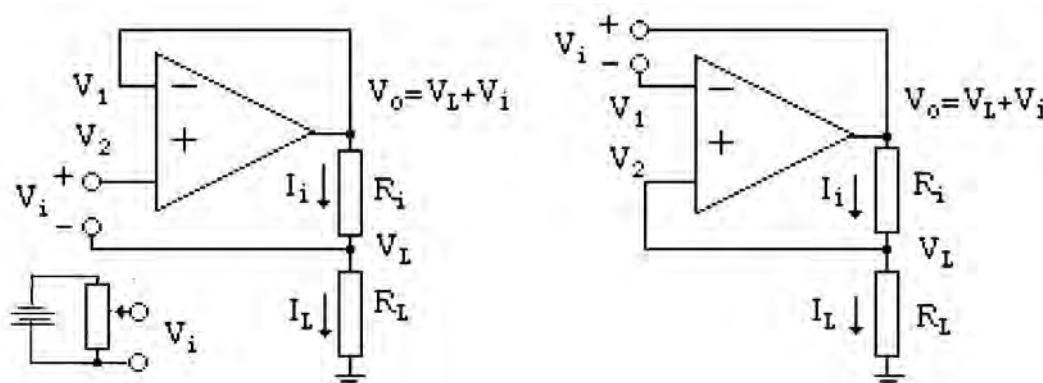 V1
V2
+
Vi
-
−
+
Vo=VL+Vi
Ii
Ri
VL
IL
RL
Vi
+
Vi
-
V1
V2
−
+
Vo=VL+Vi
Ii
Ri
VL
IL
RL